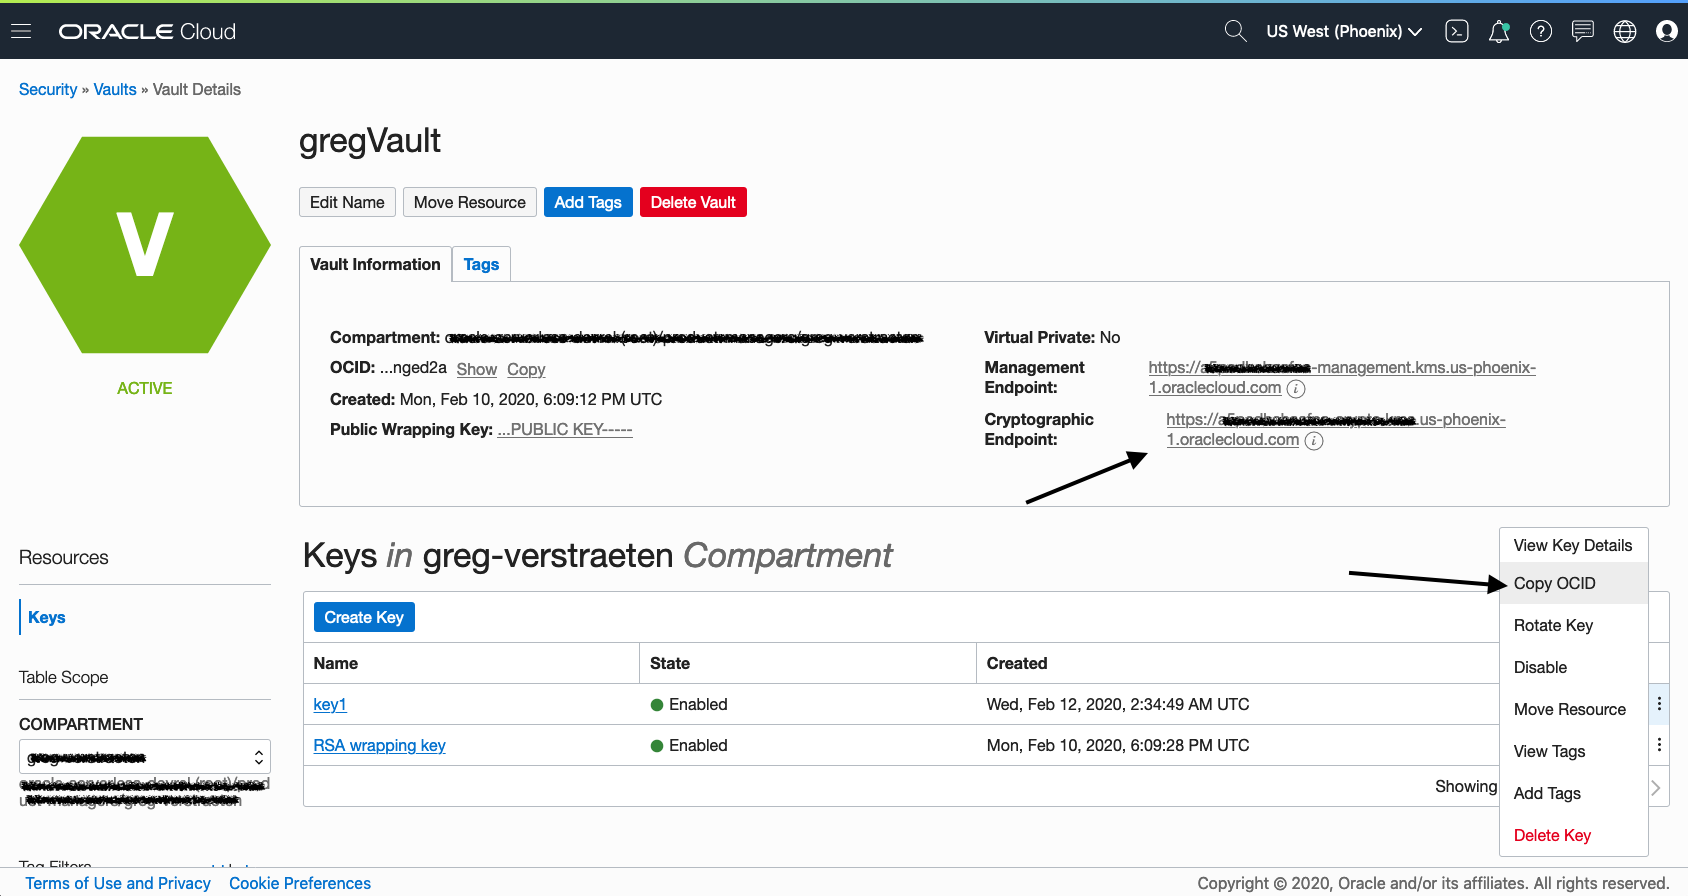 ORACLE Cloud
US West (Phoenix)
Security » Vaults » Vault Details
V
ACTIVE
gregVault
Edit Name Move Resource Add Tags Delete Vault
Vault Information Tags
Compartment:
OCID: ...nged2a Show Copy
Created: Mon, Feb 10, 2020, 6:09:12 PM UTC
Public Wrapping Key: ...PUBLIC KEY-----
Virtual Private: No
Management
Endpoint:
https:// -management.kms.us-phoenix-
1.oraclecloud.com
Cryptographic
Endpoint:
https:// .us-phoenix-
1.oraclecloud.com
Resources
Keys
Table Scope
COMPARTMENT
Keys in greg-verstraeten Compartment
Create Key
Name State Created
key1 Enabled Wed, Feb 12, 2020, 2:34:49 AM UTC
RSA wrapping key Enabled Mon, Feb 10, 2020, 6:09:28 PM UTC
Showing
View Key Details
Copy OCID
Rotate Key
Disable
Move Resource
View Tags
Add Tags
Delete Key
Tag Filters
Terms of Use and Privacy Cookie Preferences
Copyright © 2020, Oracle and/or its affiliates. All rights reserved.